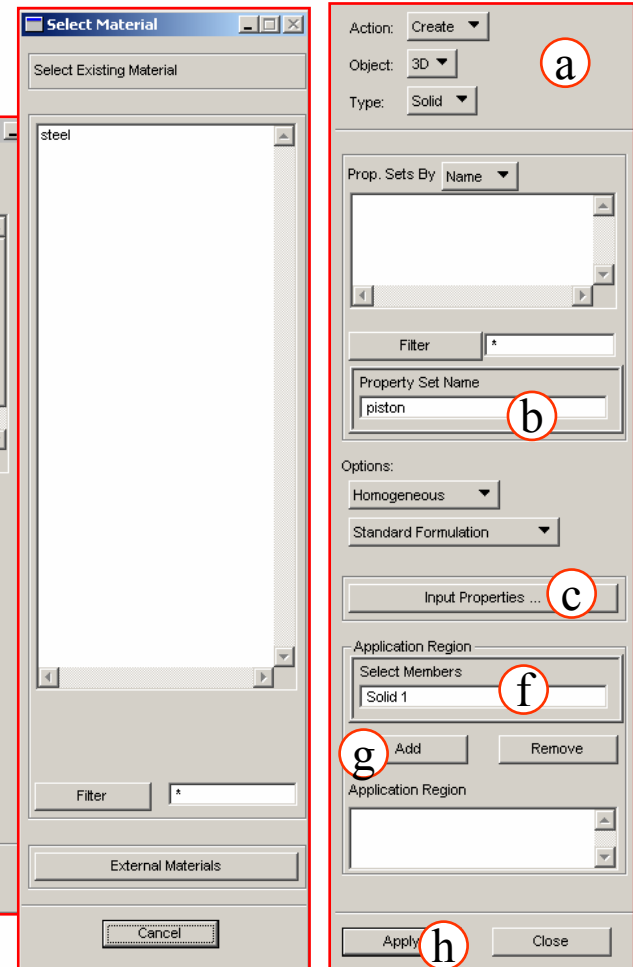 Select Material
Select Existing Material
steel
Filter *
External Materials
Cancel
Action: Create
Object: 3D
a
Type: Solid
Prop. Sets By Name
Filter *
Property Set Name
piston
b
Options:
Homogeneous
Standard Formulation
Input Properties ...
c
Application Region
Select Members
Solid 1
f
g
Add Remove
Application Region
Apply
h
Close